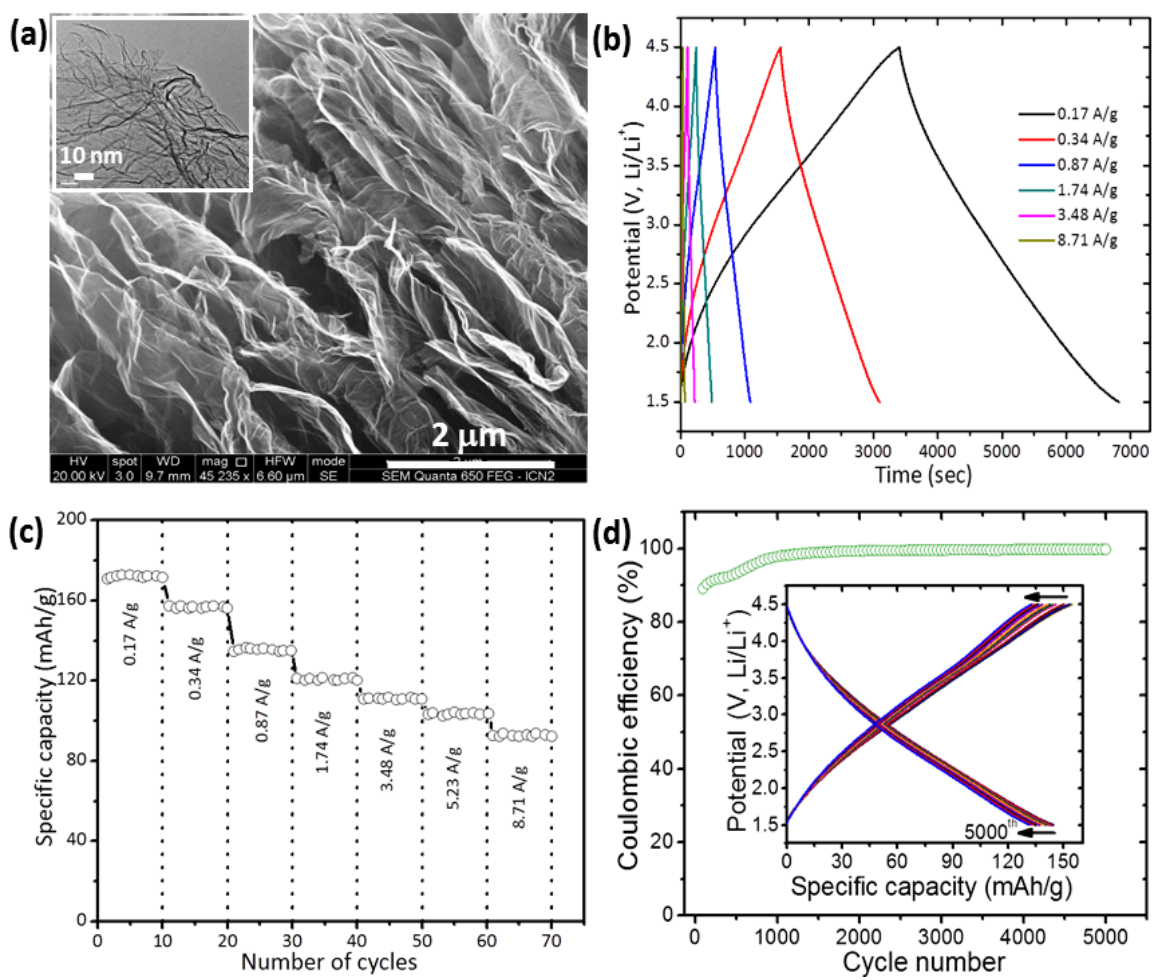 (a)
10 nm
2 µm
HV spot WD mag □ HFW mode
20.00 kV 3.0 9.7 mm 45 235 x 6.60 µm SE SEM Quanta 650 FEG - ICN2
(b)
Potential (V, Li/Li⁺)
4.5
4.0
3.5
3.0
2.5
2.0
1.5
0.17 A/g
0.34 A/g
0.87 A/g
1.74 A/g
3.48 A/g
8.71 A/g
0 1000 2000 3000 4000 5000 6000 7000
Time (sec)
(c)
Specific capacity (mAh/g)
200
160
120
80
40
0
0.17 A/g
0.34 A/g
0.87 A/g
1.74 A/g
3.48 A/g
5.23 A/g
8.71 A/g
0 10 20 30 40 50 60 70
Number of cycles
(d)
Coulombic efficiency (%)
100
80
60
40
20
0
Potential (V, Li/Li⁺)
4.5
4.0
3.5
3.0
2.5
2.0
1.5
5000th
0 30 60 90 120 150
Specific capacity (mAh/g)
0 1000 2000 3000 4000 5000
Cycle number